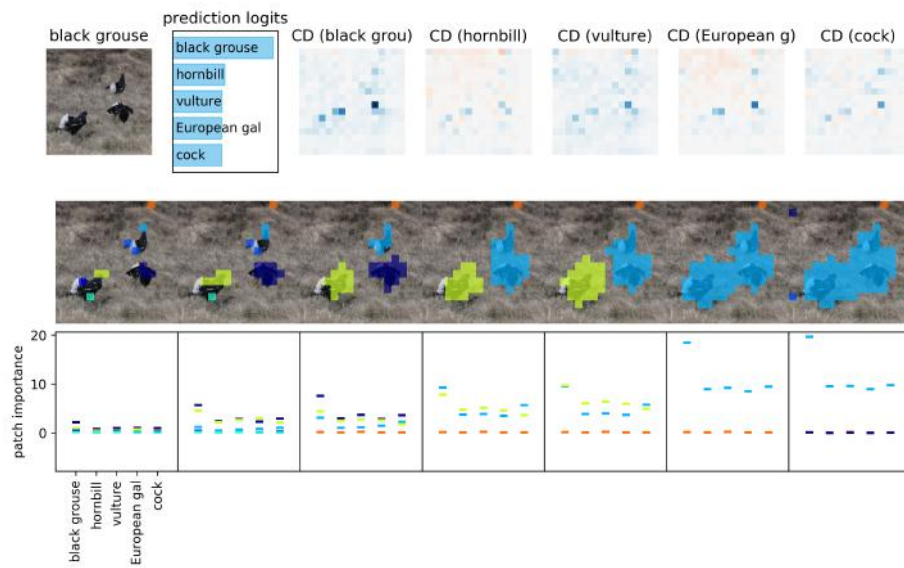 prediction logits
black grouse
black grouse
hornbill
vulture
European gal
cock
CD (black grou)
CD (hornbill)
CD (vulture)
CD (European g)
CD (cock)
20
10
0
patch importance
black grouse
hornbill
vulture
European gal
cock